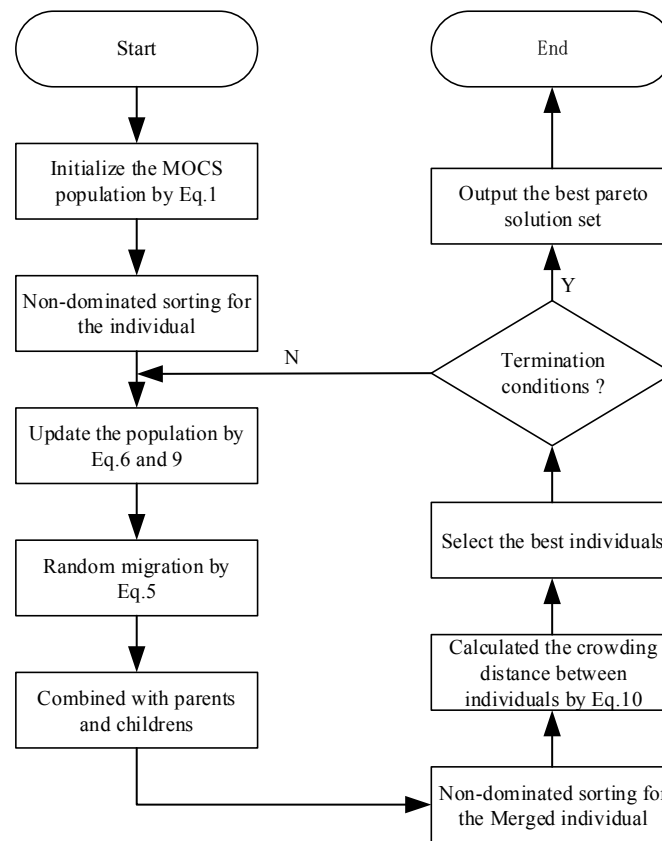 Start
Initialize the MOCS
population by Eq.1
Non-dominated sorting for
the individual
Update the population by
Eq.6 and 9
Random migration by
Eq.5
Combined with parents
and childrens
Non-dominated sorting for
the Merged individual
Calculated the crowding
distance between
individuals by Eq.10
Select the best individuals
Termination
conditions ?
N
Y
Output the best pareto
solution set
End